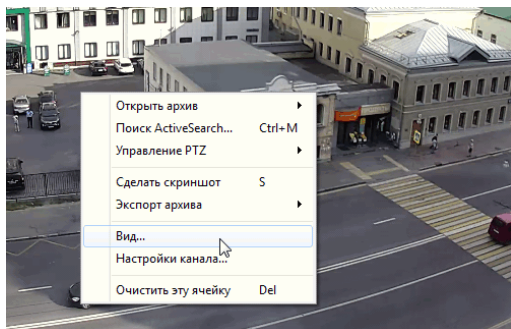 Открыть архив
Поиск ActiveSearch... Ctrl+M
Управление PTZ
Сделать скриншот S
Экспорт архива
Вид...
Настройки канала...
Очистить эту ячейку Del